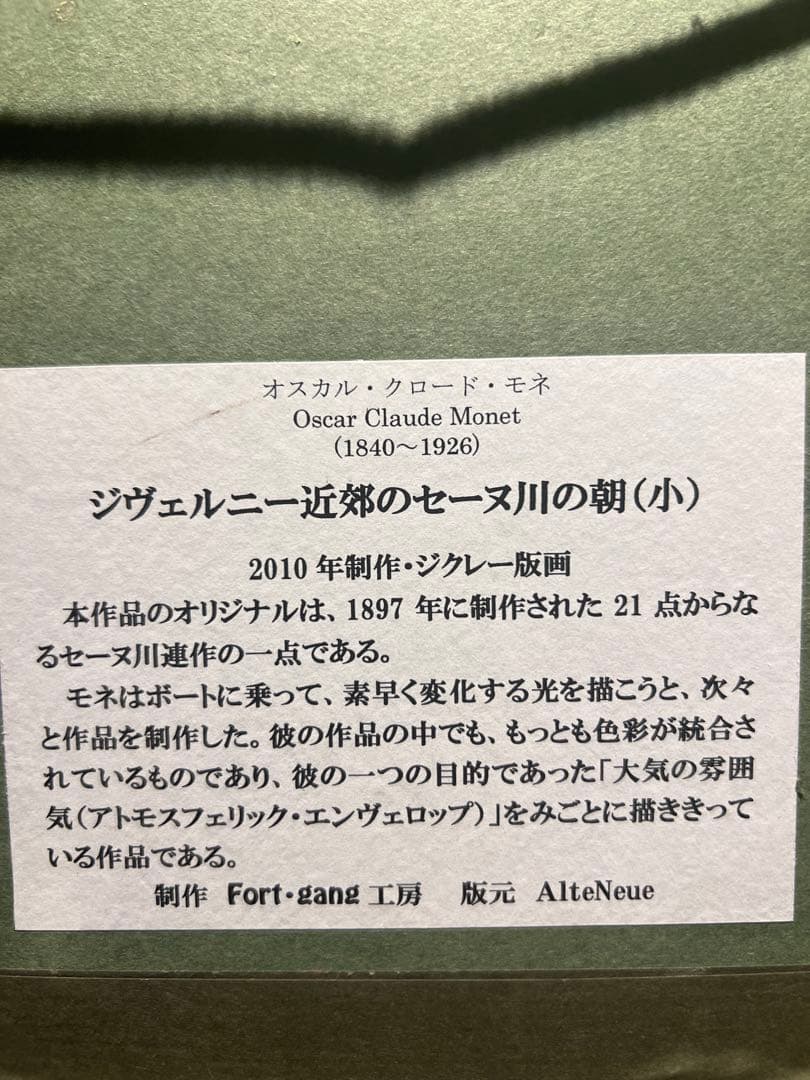 オスカル・クロード・モネ
Oscar Claude Monet
(1840～1926)
ジヴェルニー近郊のセーヌ川の朝(小)
2010 年制作・ジクレー版画
本作品のオリジナルは、1897 年に制作された 21 点からな
るセーヌ川連作の一点である。
モネはボートに乗って、素早く変化する光を描こうと、次々
と作品を制作した。彼の作品の中でも、もっとも色彩が統合さ
れているものであり、彼の一つの目的であった「大気の雰囲
気(アトモスフェリック・エンヴェロップ)」をみごとに描ききって
いる作品である。
制作 Fort・gang 工房 版元 AlteNeue